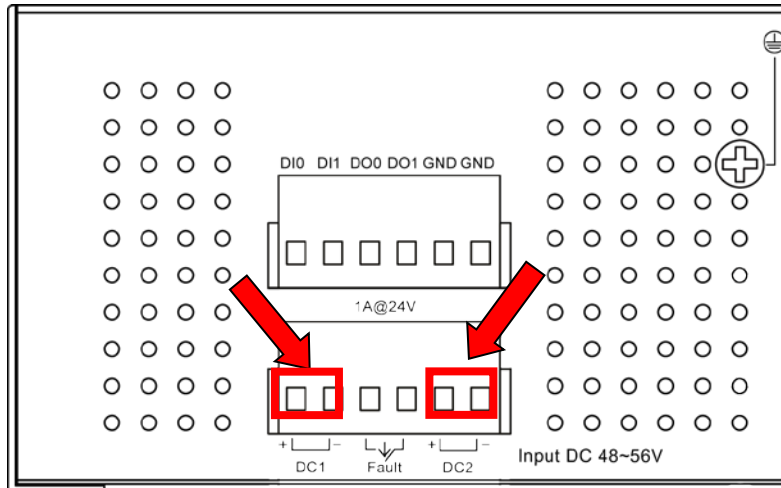 DI0 DI1 DO0 DO1 GND GND
1A@24V
+ − + −
DC1 Fault DC2
Input DC 48~56V